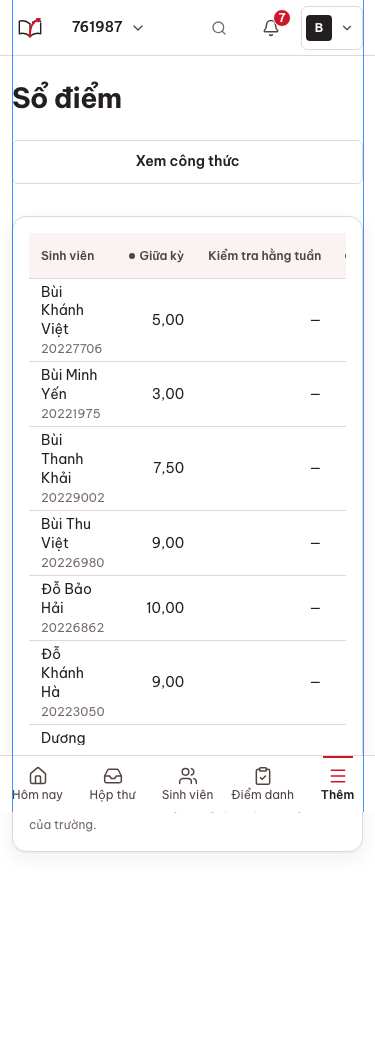 761987
7
B
Sổ điểm
Xem công thức
Sinh viên
Giữa kỳ
Kiểm tra hằng tuần
Bùi
Khánh
Việt
20227706
5,00
—
Bùi Minh
Yến
20221975
3,00
—
Bùi
Thanh
Khải
20229002
7,50
—
Bùi Thu
Việt
20226980
9,00
—
Đỗ Bảo
Hải
20226862
10,00
—
Đỗ
Khánh
Hà
20223050
9,00
—
Dương
Hôm nay
Hộp thư
Sinh viên
Điểm danh
Thêm
của trường.